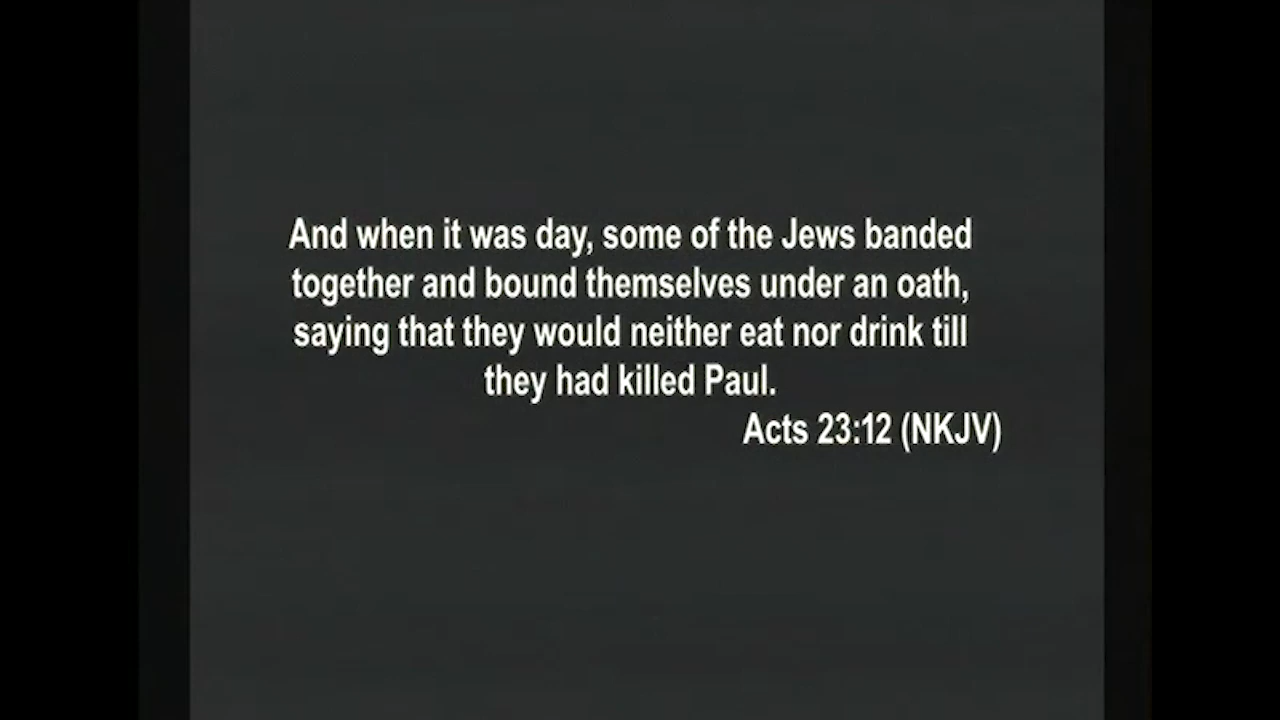 And when it was day, some of the Jews banded
together and bound themselves under an oath,
saying that they would neither eat nor drink till
they had killed Paul.
Acts 23:12 (NKJV)